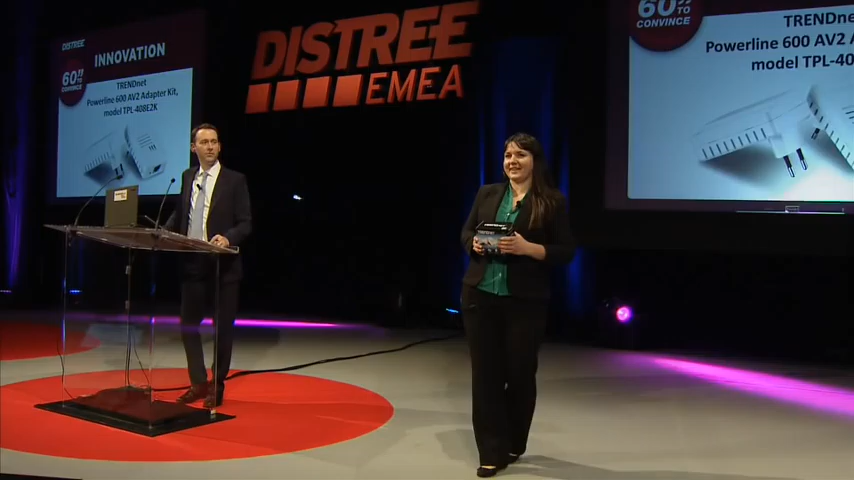 DISTREE
EMEA
DISTREE
INNOVATION
60"
TO
CONVINCE
TRENDnet
Powerline 600 AV2 Adapter Kit,
model TPL-408E2K
60"
TO
CONVINCE
TRENDn
Powerline 600 AV2 A
model TPL-40
TRENDNET